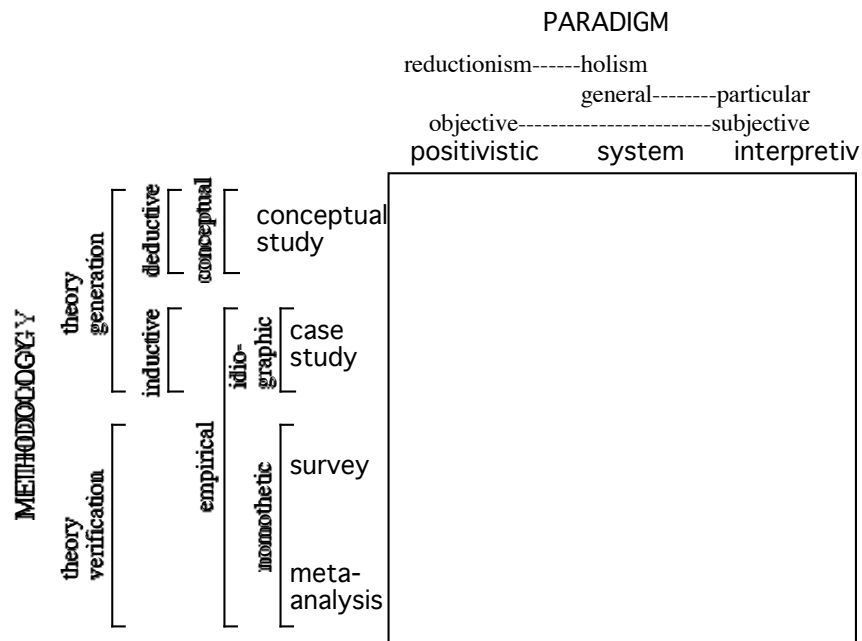 PARADIGM
reductionism------holism
general--------particular
objective------------------------subjective
positivistic system interpretiv
METHODOLOGY
theory
generation
deductive
conceptual
conceptual
study
inductive
idio-
graphic
case
study
theory
verification
empirical
nomothetic
survey
meta-
analysis